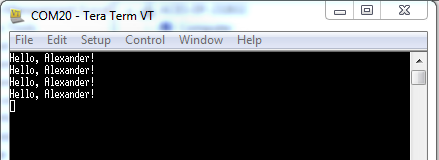 COM20 - Tera Term VT
File Edit Setup Control Window Help
Hello, Alexander!
Hello, Alexander!
Hello, Alexander!
Hello, Alexander!